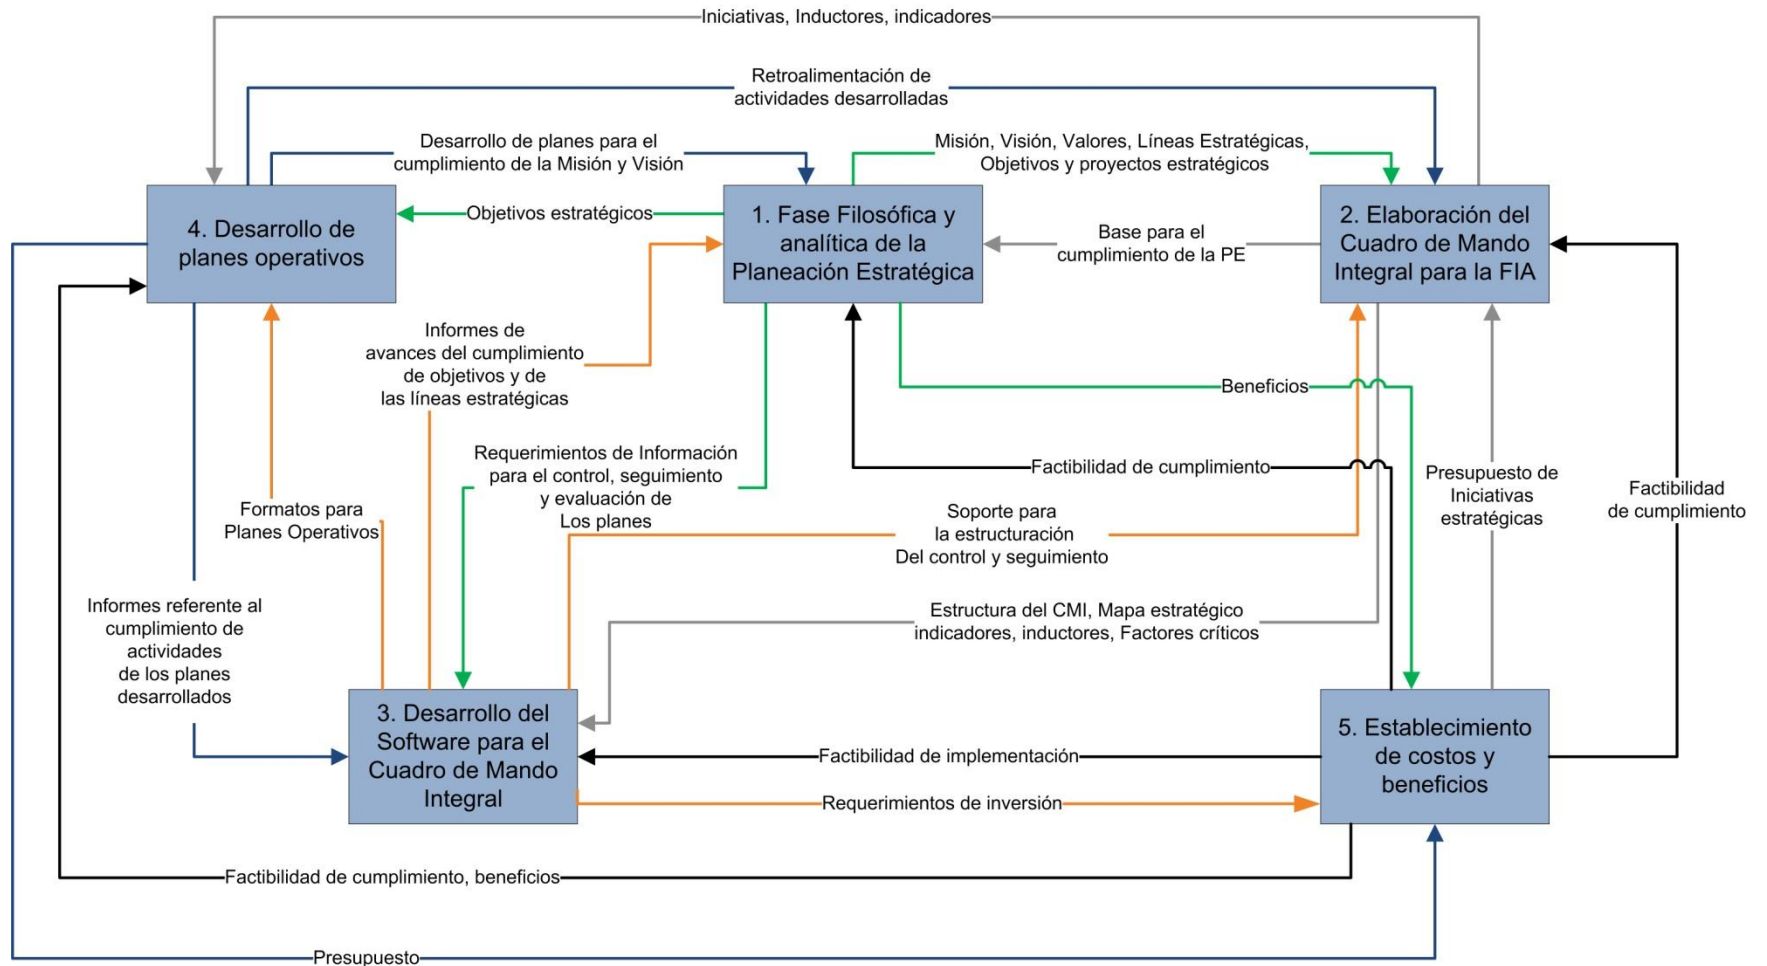 Iniciativas, Inductores, indicadores
Retroalimentación de
actividades desarrolladas
Desarrollo de planes para el
cumplimiento de la Misión y Visión
Misión, Visión, Valores, Líneas Estratégicas,
Objetivos y proyectos estratégicos
4. Desarrollo de
planes operativos
Objetivos estratégicos
1. Fase Filosófica y
analítica de la
Planeación Estratégica
Base para el
cumplimiento de la PE
2. Elaboración del
Cuadro de Mando
Integral para la FIA
Informes de
avances del cumplimiento
de objetivos y de
las líneas estratégicas
Beneficios
Requerimientos de Información
para el control, seguimiento
y evaluación de
Los planes
Factibilidad de cumplimiento
Presupuesto de
Iniciativas
estratégicas
Factibilidad
de cumplimiento
Formatos para
Planes Operativos
Soporte para
la estructuración
Del control y seguimiento
Informes referente al
cumplimiento de
actividades
de los planes
desarrollados
Estructura del CMI, Mapa estratégico
indicadores, inductores, Factores críticos
3. Desarrollo del
Software para el
Cuadro de Mando
Integral
Factibilidad de implementación
Requerimientos de inversión
5. Establecimiento
de costos y
beneficios
Factibilidad de cumplimiento, beneficios
Presupuesto